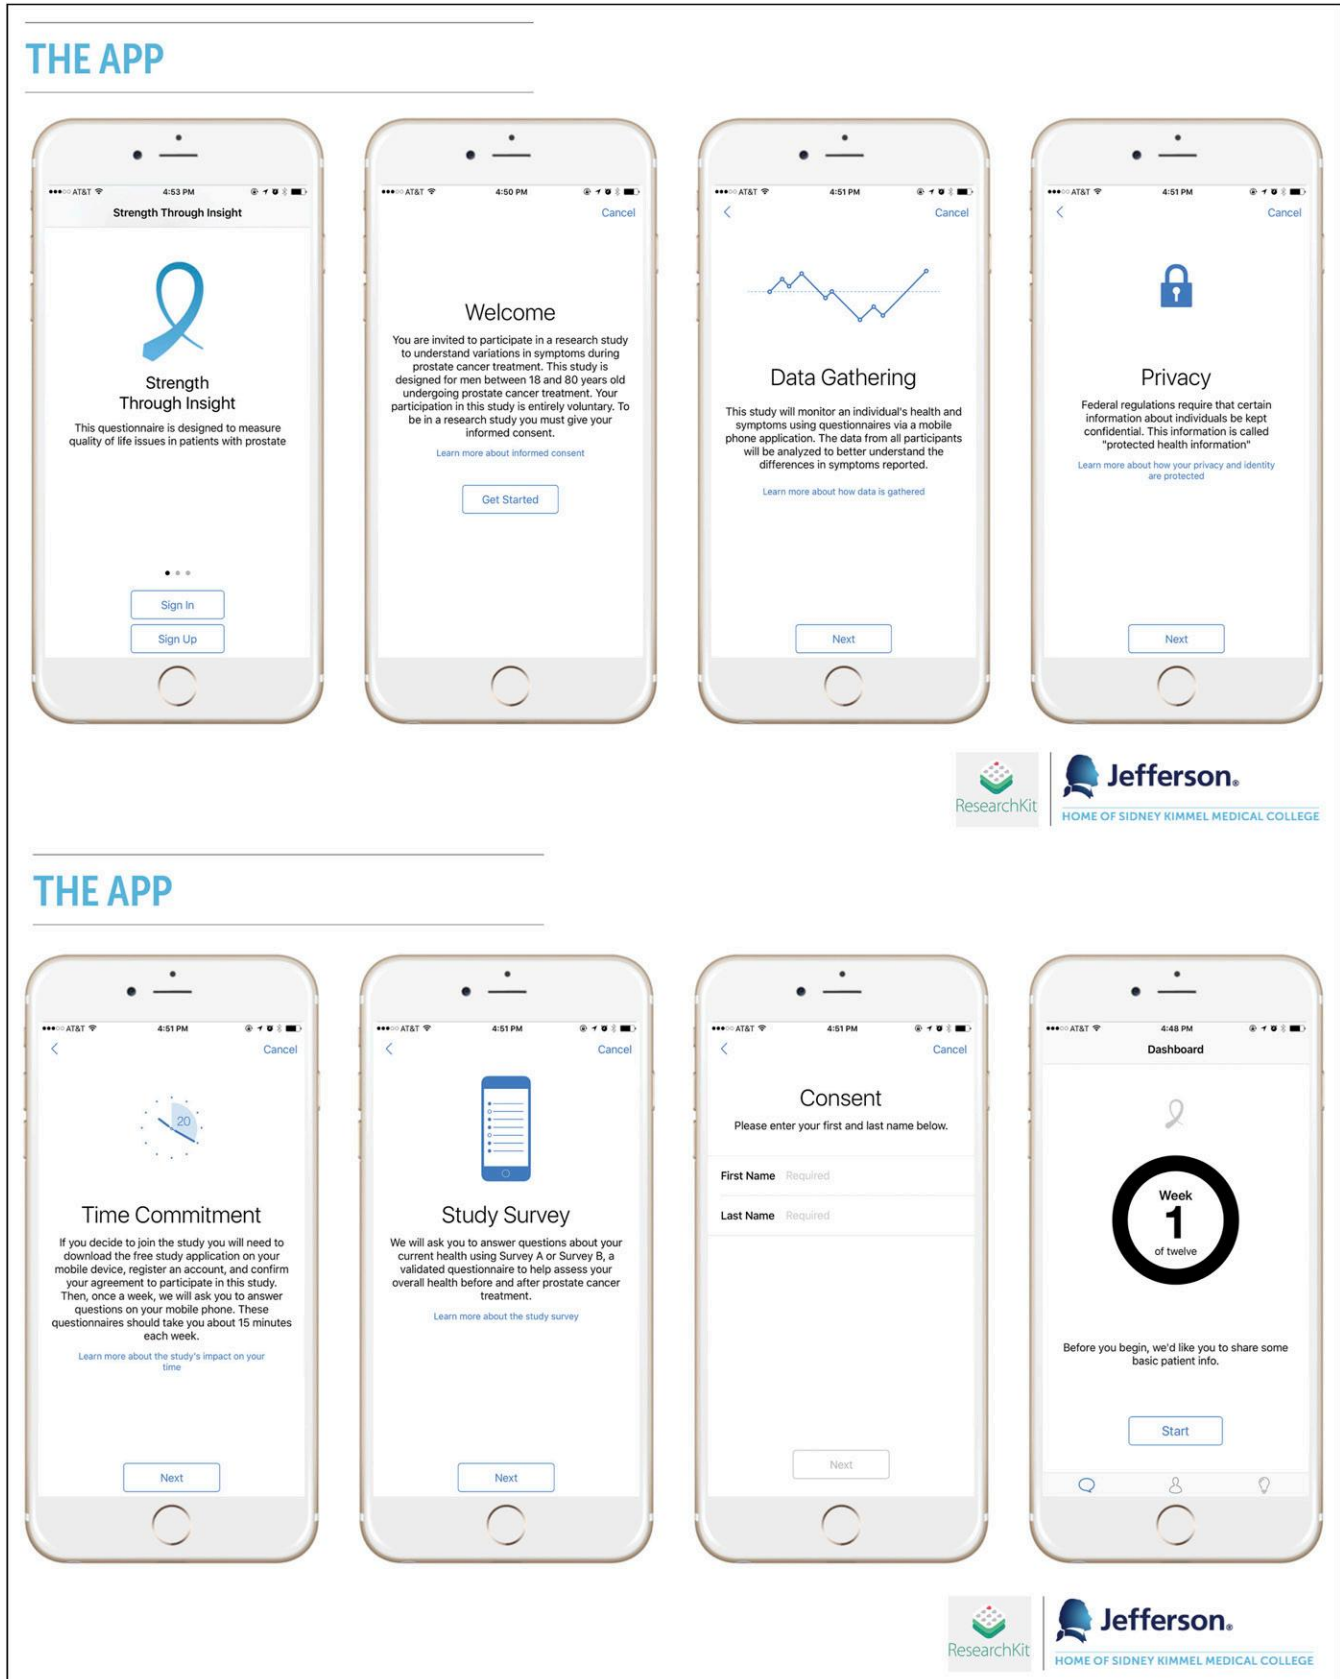 THE APP
AT&T 4:53 PM
Strength Through Insight
Strength
Through Insight
This questionnaire is designed to measure
quality of life issues in patients with prostate
Sign In
Sign Up
AT&T 4:50 PM
Cancel
Welcome
You are invited to participate in a research study
to understand variations in symptoms during
prostate cancer treatment. This study is
designed for men between 18 and 80 years old
undergoing prostate cancer treatment. Your
participation in this study is entirely voluntary. To
be in a research study you must give your
informed consent.
Learn more about informed consent
Get Started
AT&T 4:51 PM
Cancel
Data Gathering
This study will monitor an individual's health and
symptoms using questionnaires via a mobile
phone application. The data from all participants
will be analyzed to better understand the
differences in symptoms reported.
Learn more about how data is gathered
Next
AT&T 4:51 PM
Cancel
Privacy
Federal regulations require that certain
information about individuals be kept
confidential. This information is called
"protected health information"
Learn more about how your privacy and identity
are protected
Next
ResearchKit
Jefferson®
HOME OF SIDNEY KIMMEL MEDICAL COLLEGE
THE APP
AT&T 4:51 PM
Cancel
20
Time Commitment
If you decide to join the study you will need to
download the free study application on your
mobile device, register an account, and confirm
your agreement to participate in this study.
Then, once a week, we will ask you to answer
questions on your mobile phone. These
questionnaires should take you about 15 minutes
each week.
Learn more about the study's impact on your
time
Next
AT&T 4:51 PM
Cancel
Study Survey
We will ask you to answer questions about your
current health using Survey A or Survey B, a
validated questionnaire to help assess your
overall health before and after prostate cancer
treatment.
Learn more about the study survey
Next
AT&T 4:51 PM
Cancel
Consent
Please enter your first and last name below.
First Name Required
Last Name Required
Next
AT&T 4:48 PM
Dashboard
Week
1
of twelve
Before you begin, we'd like you to share some
basic patient info.
Start
ResearchKit
Jefferson®
HOME OF SIDNEY KIMMEL MEDICAL COLLEGE